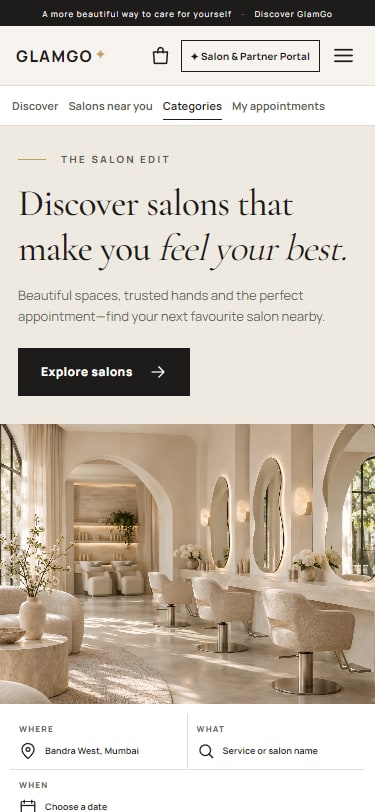 A more beautiful way to care for yourself · Discover GlamGo
GLAMGO
✦ Salon & Partner Portal
Discover Salons near you Categories My appointments
THE SALON EDIT
Discover salons that
make you feel your best.
Beautiful spaces, trusted hands and the perfect
appointment—find your next favourite salon nearby.
Explore salons →
WHERE
Bandra West, Mumbai
WHAT
Service or salon name
WHEN
Choose a date